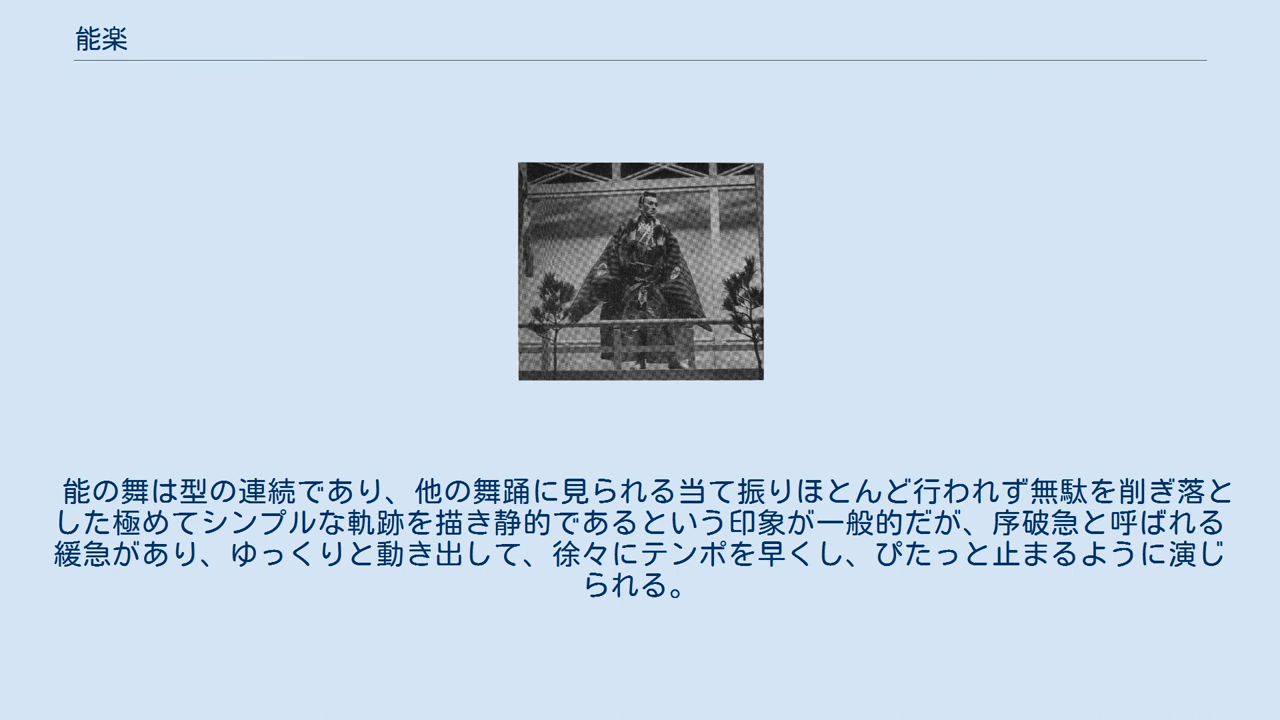 能楽
能の舞は型の連続であり、他の舞踊に見られる当て振りほとんど行われず無駄を削ぎ落と
した極めてシンプルな軌跡を描き静的であるという印象が一般的だが、序破急と呼ばれる
緩急があり、ゆっくりと動き出して、徐々にテンポを早くし、ぴたっと止まるように演じ
られる。